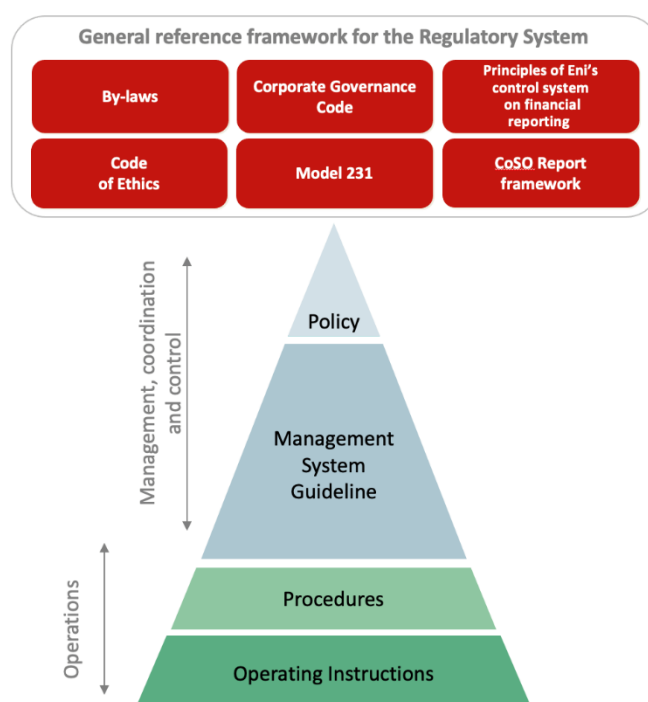 General reference framework for the Regulatory System
By-laws
Corporate Governance
Code
Principles of Eni's
control system
on financial
reporting
Code
of Ethics
Model 231
CoSO Report
framework
Management, coordination
and control
Policy
Management
System
Guideline
Operations
Procedures
Operating Instructions